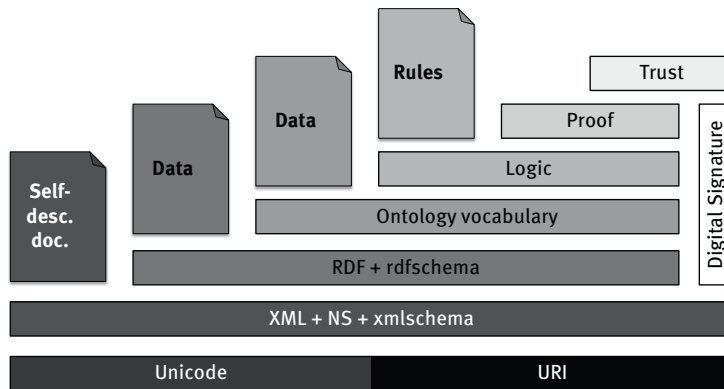 Rules
Trust
Data
Proof
Data
Logic
Self-
desc.
doc.
Ontology vocabulary
Digital Signature
RDF + rdfschema
XML + NS + xmlschema
Unicode
URI